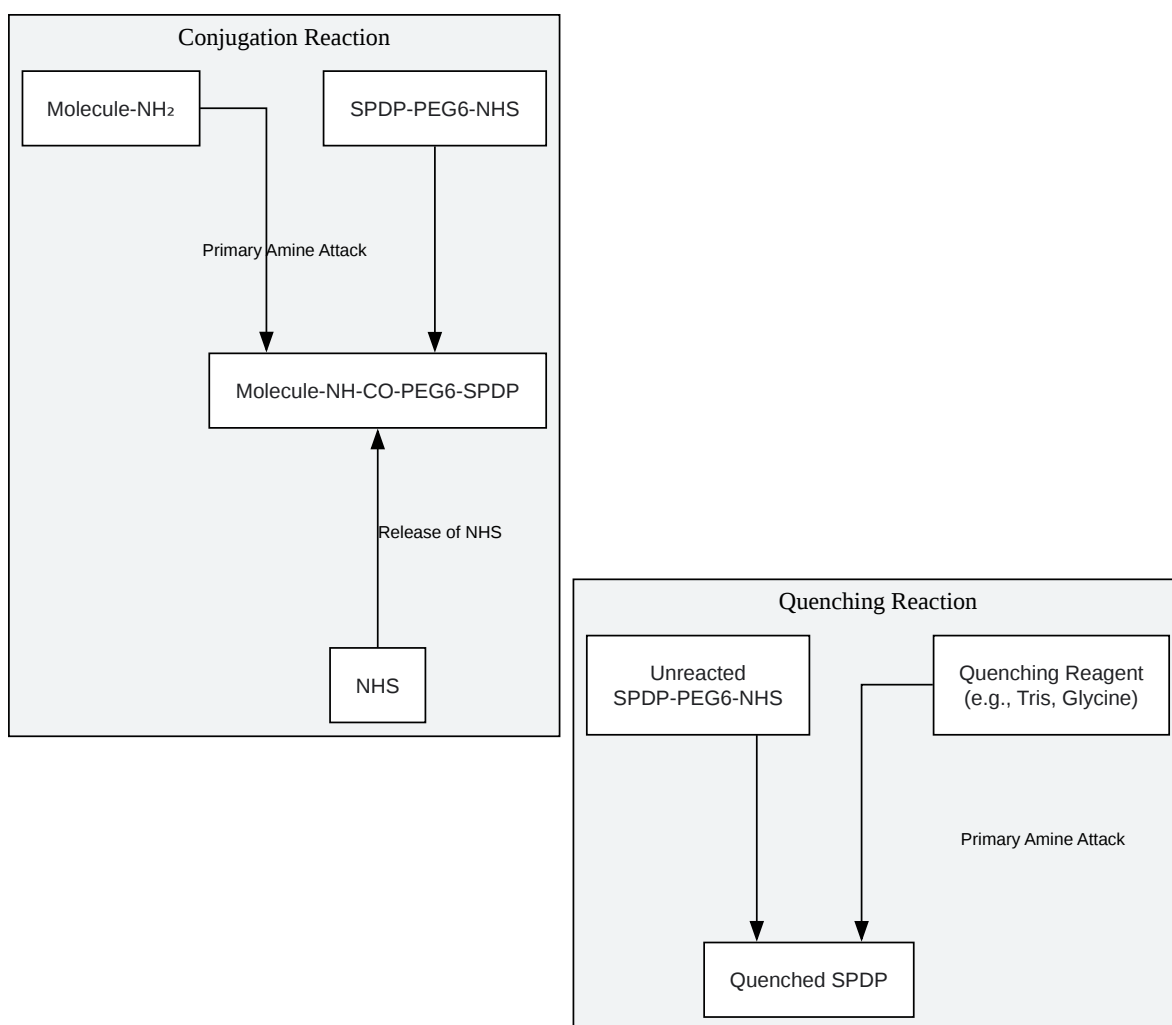 Conjugation Reaction
Molecule-NH₂
SPDP-PEG6-NHS
Primary Amine Attack
Molecule-NH-CO-PEG6-SPDP
Release of NHS
NHS
Quenching Reaction
Unreacted
SPDP-PEG6-NHS
Quenching Reagent
(e.g., Tris, Glycine)
Primary Amine Attack
Quenched SPDP